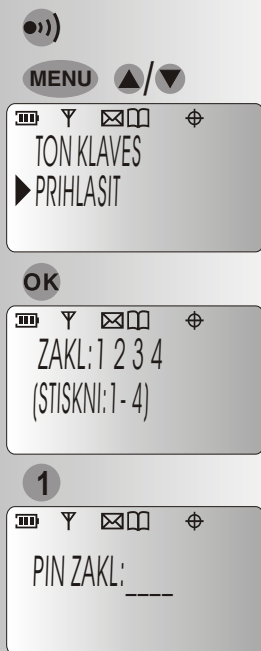 MENU /
TON KLAVES
PRIHLASIT
OK
ZAKL:1 2 3 4
(STISKNI:1- 4)
1
PIN ZAKL:____